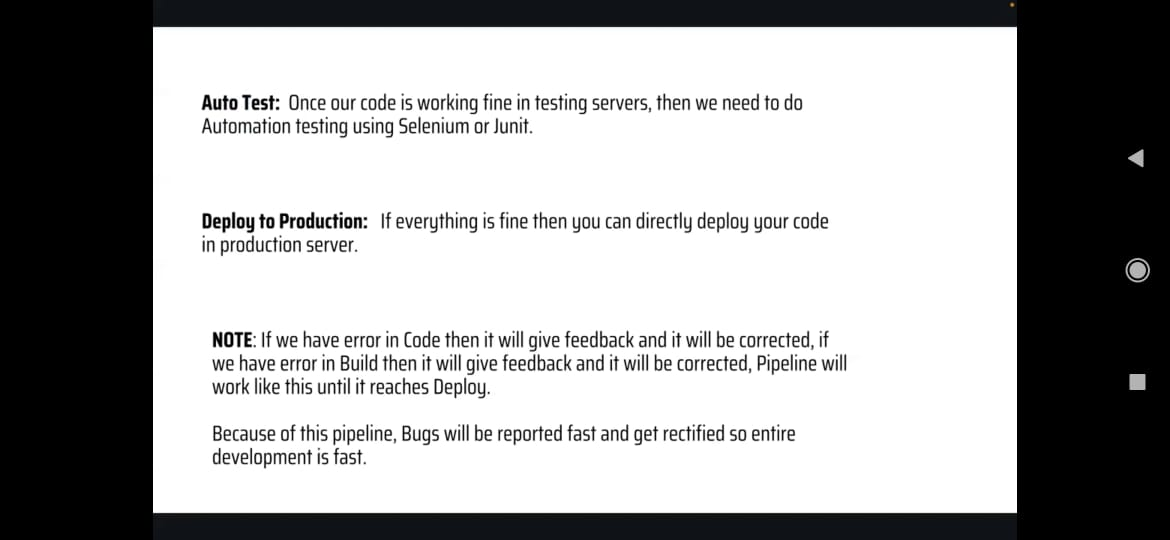 Auto Test: Once our code is working fine in testing servers, then we need to do
Automation testing using Selenium or Junit.
Deploy to Production: If everything is fine then you can directly deploy your code
in production server.
NOTE: If we have error in Code then it will give feedback and it will be corrected, if
we have error in Build then it will give feedback and it will be corrected, Pipeline will
work like this until it reaches Deploy.
Because of this pipeline, Bugs will be reported fast and get rectified so entire
development is fast.